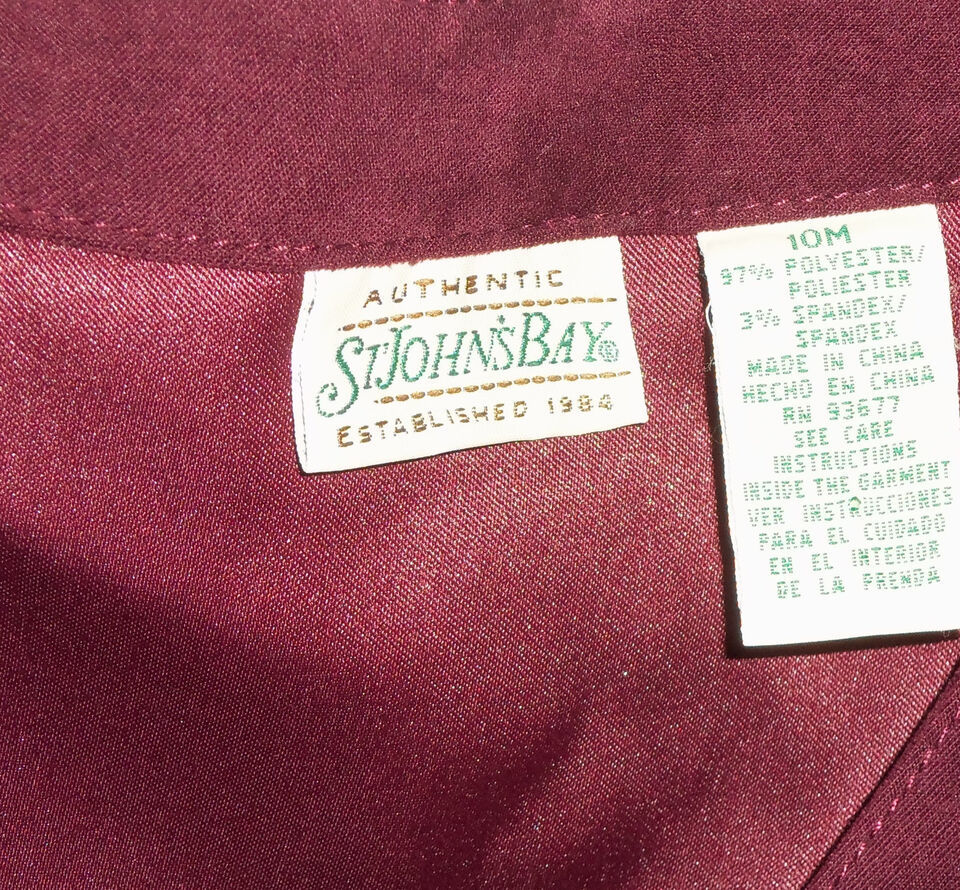 AUTHENTIC
ST. JOHN'S BAY®
ESTABLISHED 1984
10M
97% POLYESTER/
POLIESTER
3% SPANDEX/
SPANDEX
MADE IN CHINA
HECHO EN CHINA
RN 93677
SEE CARE
INSTRUCTIONS
INSIDE THE GARMENT
VER INSTRUCCIONES
PARA EL CUIDADO
EN EL INTERIOR
DE LA PRENDA